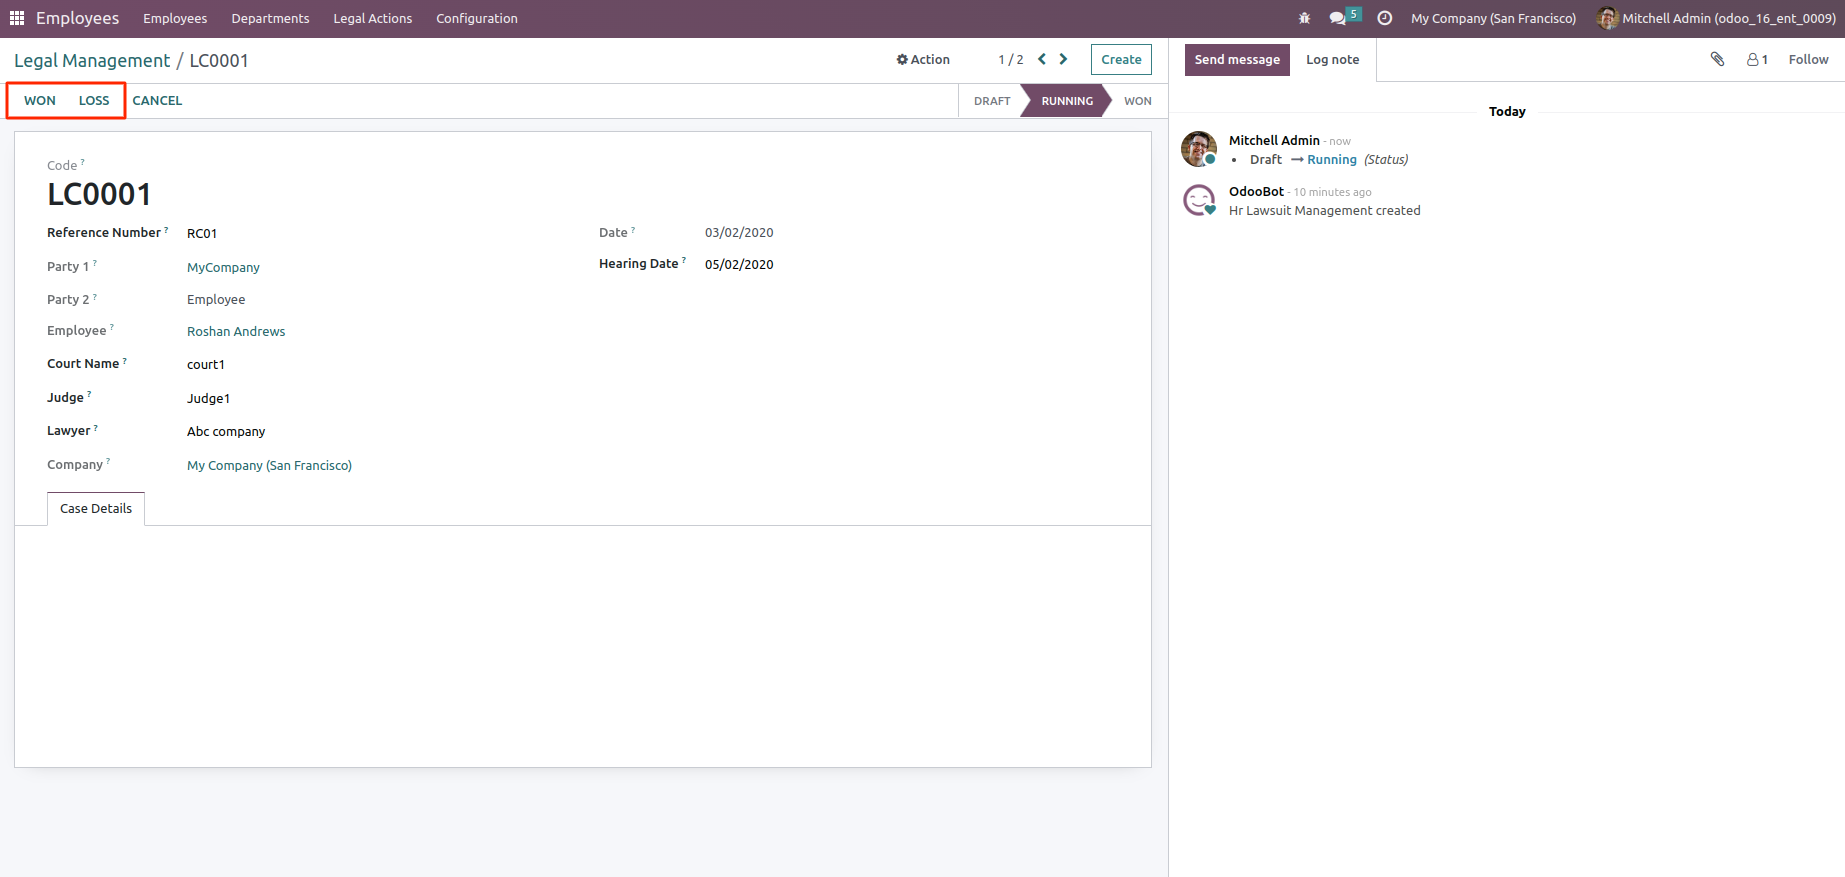 Employees Employees Departments Legal Actions Configuration 5 My Company (San Francisco) Mitchell Admin (odoo_16_ent_0009)
Legal Management / LC0001 Action 1 / 2 Create
WON LOSS CANCEL DRAFT RUNNING WON
Code ?
LC0001
Reference Number ? RC01
Party 1 ? MyCompany
Party 2 ? Employee
Employee ? Roshan Andrews
Court Name ? court1
Judge ? Judge1
Lawyer ? Abc company
Company ? My Company (San Francisco)
Date ? 03/02/2020
Hearing Date ? 05/02/2020
Case Details
Send message Log note 1 Follow
Today
Mitchell Admin - now
• Draft → Running (Status)
OdooBot - 10 minutes ago
Hr Lawsuit Management created